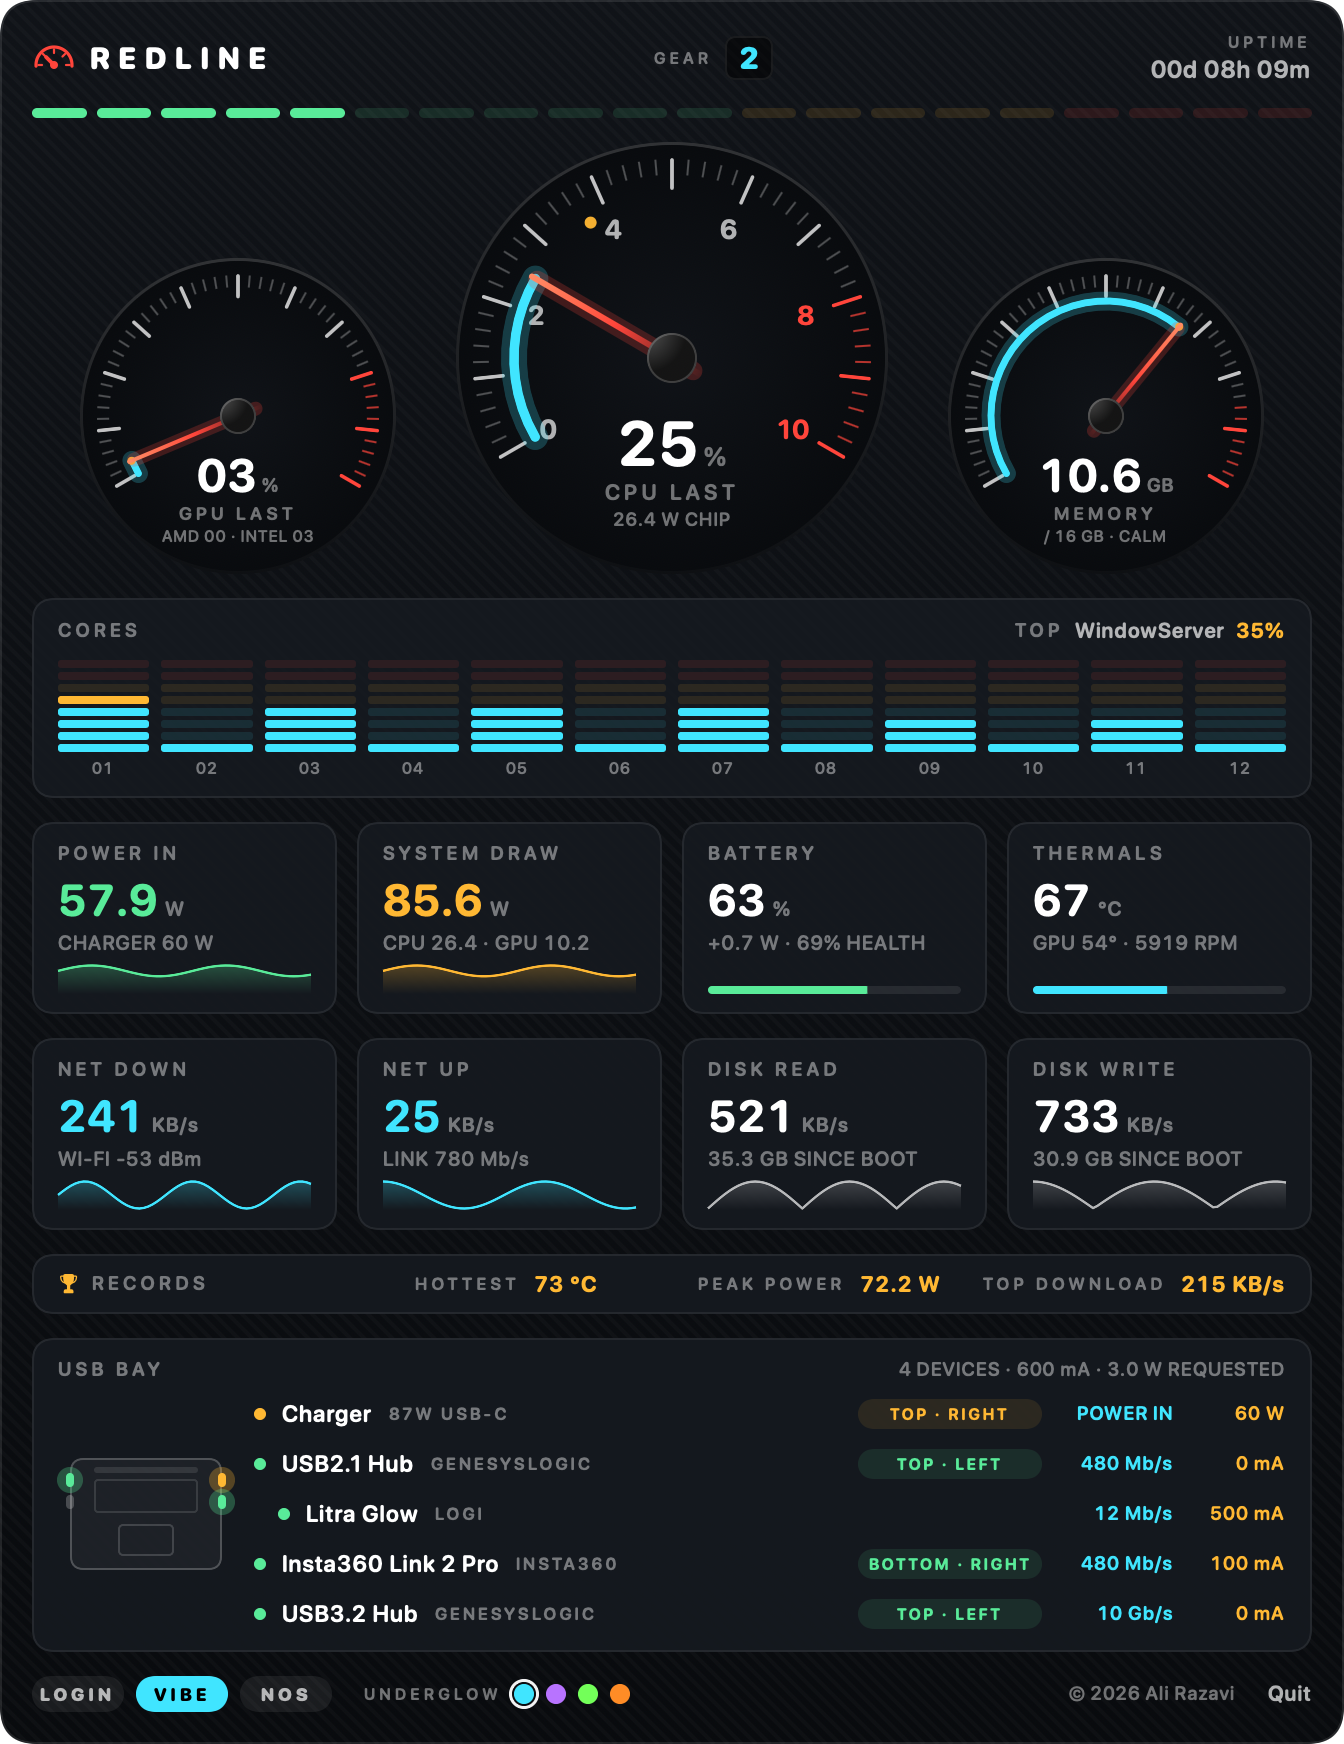 REDLINE
GEAR 2
UPTIME
00d 08h 09m
0 2 4 6 8 10
03 %
GPU LAST
AMD 00 · INTEL 03
25 %
CPU LAST
26.4 W CHIP
10.6 GB
MEMORY
/ 16 GB · CALM
CORES
TOP WindowServer 35%
01 02 03 04 05 06 07 08 09 10 11 12
POWER IN
57.9 W
CHARGER 60 W
SYSTEM DRAW
85.6 W
CPU 26.4 · GPU 10.2
BATTERY
63 %
+0.7 W · 69% HEALTH
THERMALS
67 °C
GPU 54° · 5919 RPM
NET DOWN
241 KB/s
WI-FI -53 dBm
NET UP
25 KB/s
LINK 780 Mb/s
DISK READ
521 KB/s
35.3 GB SINCE BOOT
DISK WRITE
733 KB/s
30.9 GB SINCE BOOT
RECORDS HOTTEST 73 °C PEAK POWER 72.2 W TOP DOWNLOAD 215 KB/s
USB BAY 4 DEVICES · 600 mA · 3.0 W REQUESTED
Charger 87W USB-C TOP · RIGHT POWER IN 60 W
USB2.1 Hub GENESYSLOGIC TOP · LEFT 480 Mb/s 0 mA
Litra Glow LOGI 12 Mb/s 500 mA
Insta360 Link 2 Pro INSTA360 BOTTOM · RIGHT 480 Mb/s 100 mA
USB3.2 Hub GENESYSLOGIC TOP · LEFT 10 Gb/s 0 mA
LOGIN VIBE NOS UNDERGLOW © 2026 Ali Razavi Quit